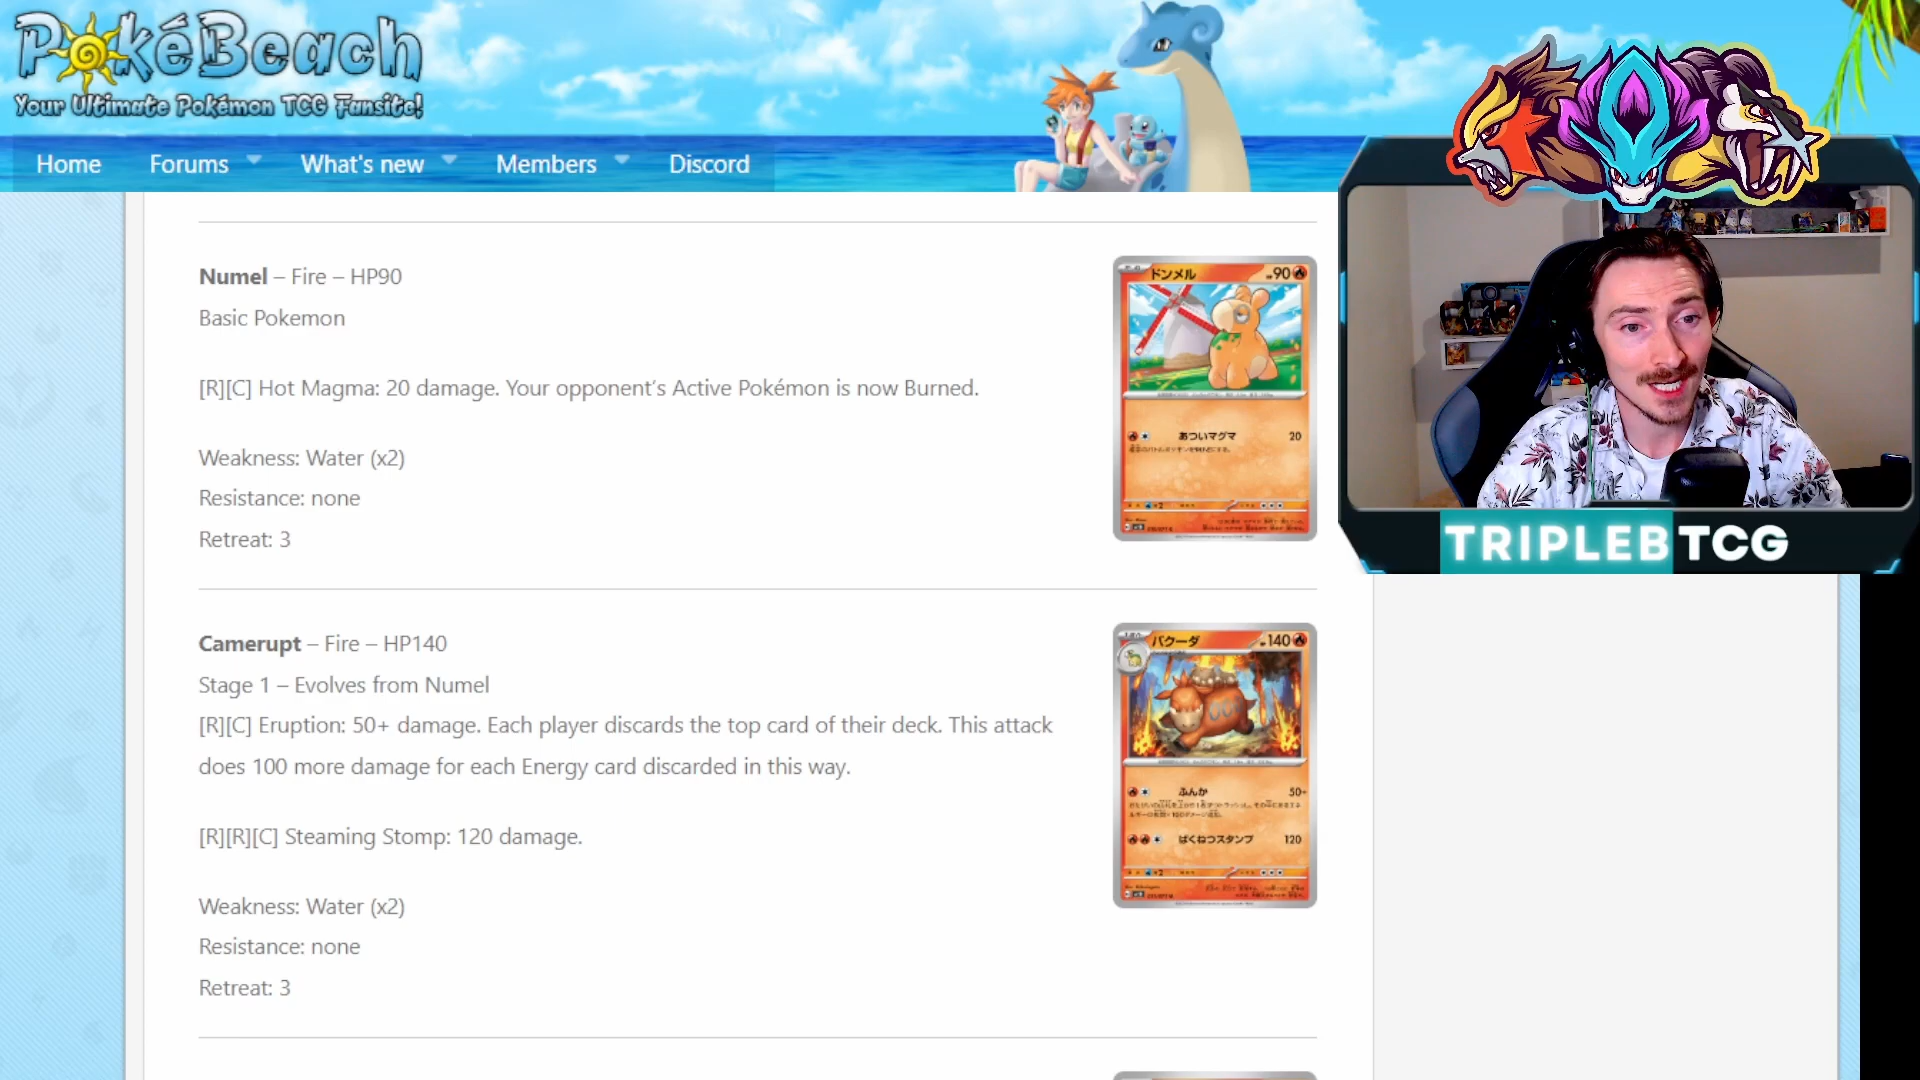 PokéBeach
Your Ultimate Pokémon TCG Fansite!
Home
Forums
What's new
Members
Discord
Numel – Fire – HP90
Basic Pokemon
[R][C] Hot Magma: 20 damage. Your opponent's Active Pokémon is now Burned.
Weakness: Water (x2)
Resistance: none
Retreat: 3
ドンメル
90
あついマグマ
20
TRIPLEB TCG
Camerupt – Fire – HP140
Stage 1 – Evolves from Numel
[R][C] Eruption: 50+ damage. Each player discards the top card of their deck. This attack
does 100 more damage for each Energy card discarded in this way.
[R][R][C] Steaming Stomp: 120 damage.
Weakness: Water (x2)
Resistance: none
Retreat: 3
バクーダ
140
ふんか
50+
ばくねつスタンプ
120